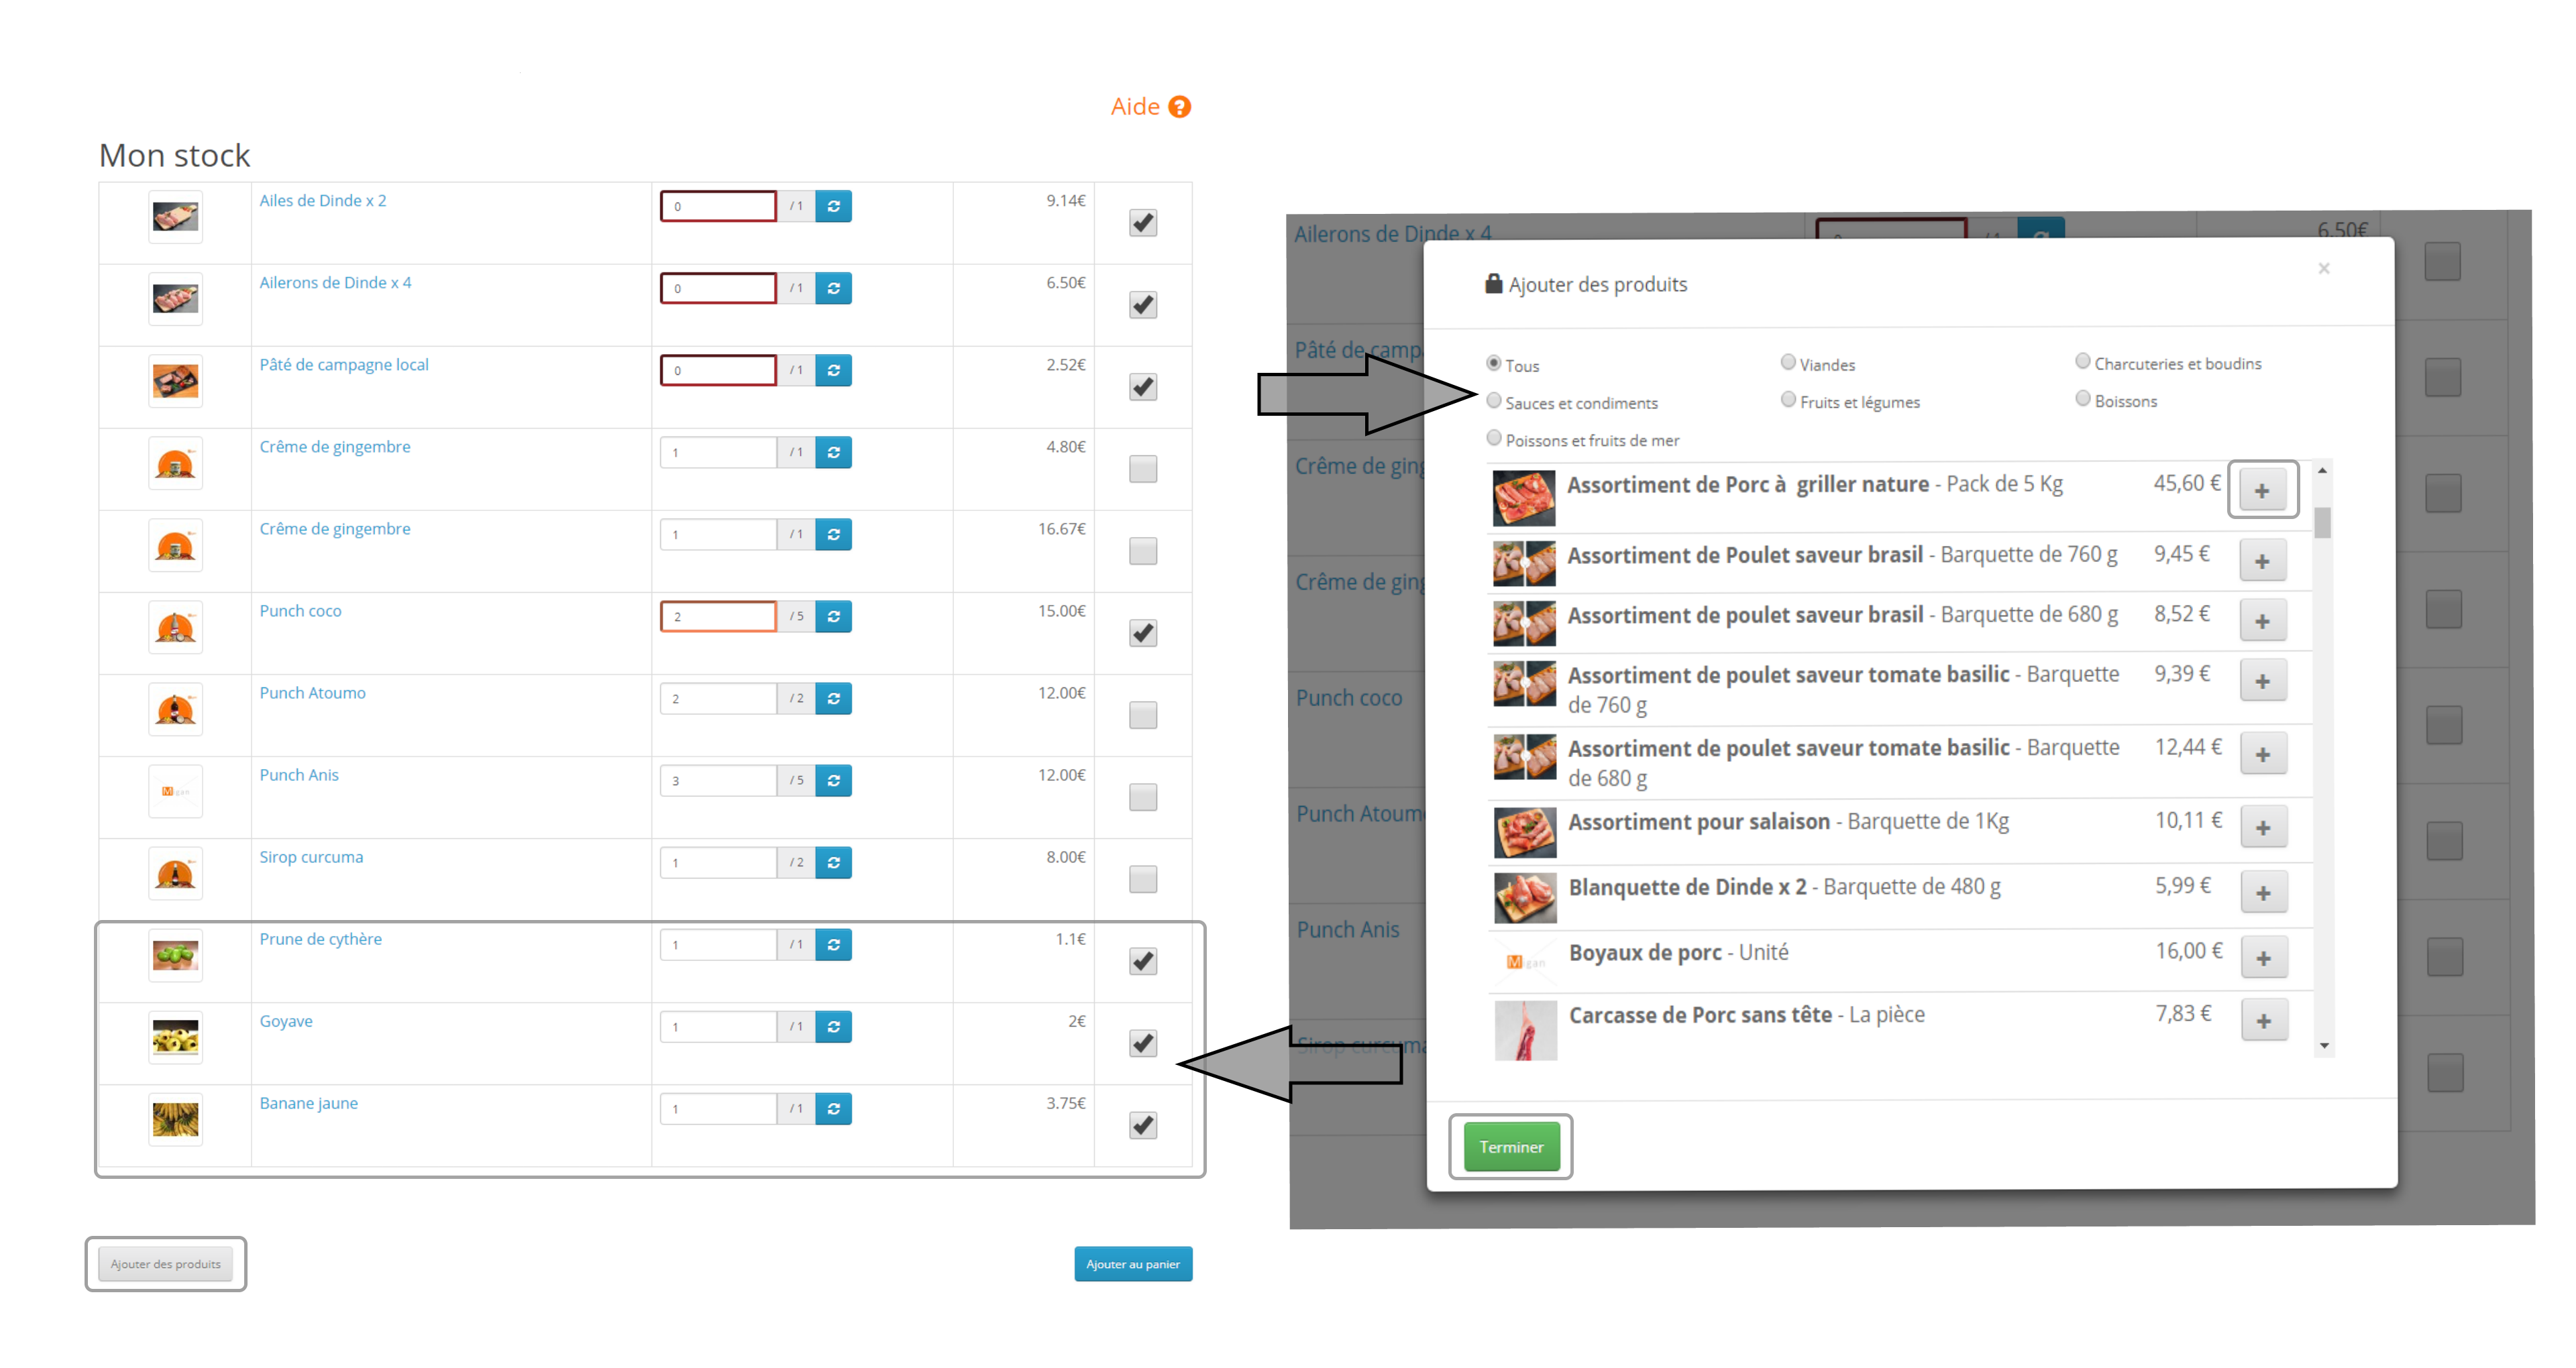 Aide
Mon stock
Ailes de Dinde x 2 0 / 1 9.14€
Ailerons de Dinde x 4 0 / 1 6.50€
Pâté de campagne local 0 / 1 2.52€
Crême de gingembre 1 / 1 4.80€
Crême de gingembre 1 / 1 16.67€
Punch coco 2 / 5 15.00€
Punch Atoumo 2 / 2 12.00€
Punch Anis 3 / 5 12.00€
Sirop curcuma 1 / 2 8.00€
Prune de cythère 1 / 1 1.1€
Goyave 1 / 1 2€
Banane jaune 1 / 1 3.75€
Ajouter des produits
Ajouter au panier
Ailerons de Dinde x 4 6.50€
Pâté de camp
Crême de ging
Crême de ging
Punch coco
Punch Atoum
Punch Anis
Sirop curcuma
Ajouter des produits ×
Tous Viandes Charcuteries et boudins
Sauces et condiments Fruits et légumes Boissons
Poissons et fruits de mer
Assortiment de Porc à griller nature - Pack de 5 Kg 45,60 € +
Assortiment de Poulet saveur brasil - Barquette de 760 g 9,45 € +
Assortiment de poulet saveur brasil - Barquette de 680 g 8,52 € +
Assortiment de poulet saveur tomate basilic - Barquette 9,39 € +
de 760 g
Assortiment de poulet saveur tomate basilic - Barquette 12,44 € +
de 680 g
Assortiment pour salaison - Barquette de 1Kg 10,11 € +
Blanquette de Dinde x 2 - Barquette de 480 g 5,99 € +
M gan Boyaux de porc - Unité 16,00 € +
Carcasse de Porc sans tête - La pièce 7,83 € +
Terminer